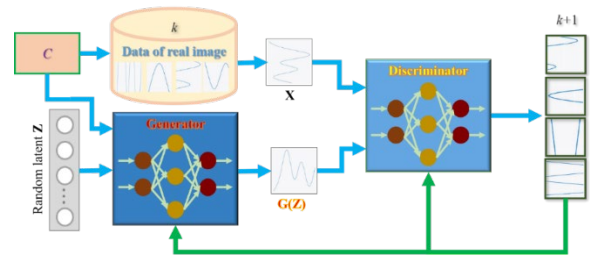 k
k+1
C
Data of real image
Discriminator
X
Generator
Random latent Z
G(Z)